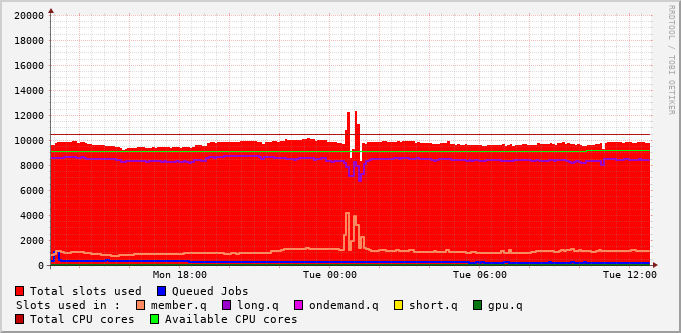 20000
18000
16000
14000
12000
10000
8000
6000
4000
2000
0
Mon 18:00 Tue 00:00 Tue 06:00 Tue 12:00
RRDTOOL / TOBI OETIKER
Total slots used Queued Jobs
Slots used in : member.q long.q ondemand.q short.q gpu.q
Total CPU cores Available CPU cores